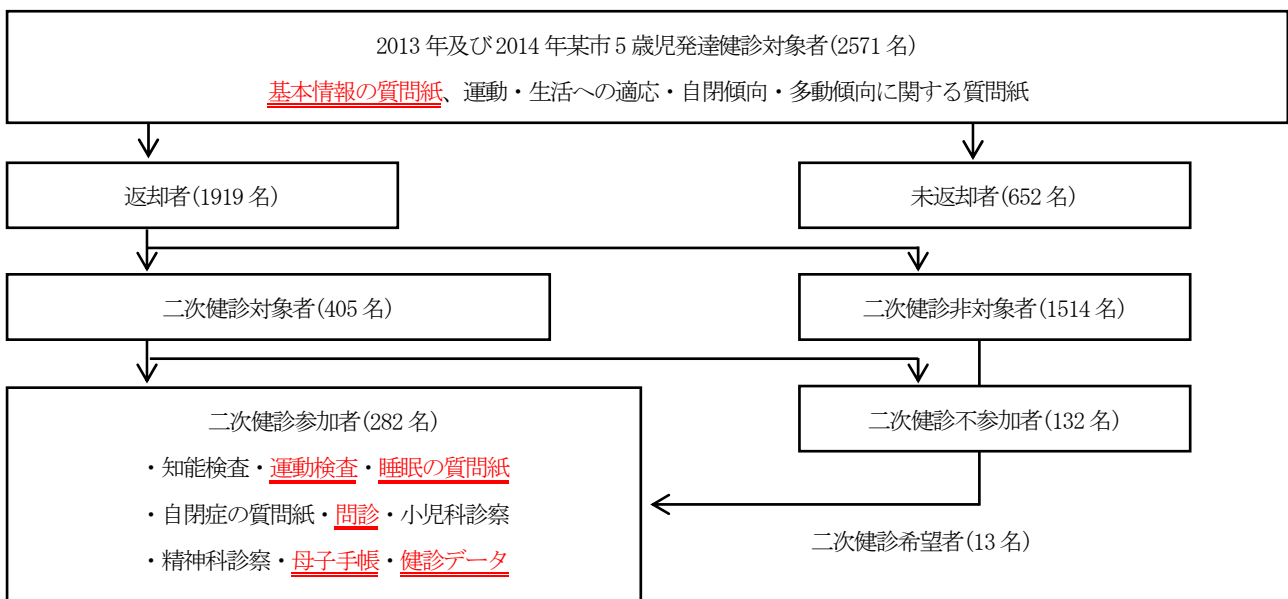 2013年及び2014年某市5歳児発達健診対象者(2571名)
基本情報の質問紙、運動・生活への適応・自閉傾向・多動傾向に関する質問紙
返却者(1919名)
未返却者(652名)
二次健診対象者(405名)
二次健診非対象者(1514名)
二次健診参加者(282名)
・知能検査・運動検査・睡眠の質問紙
・自閉症の質問紙・問診・小児科診察
・精神科診察・母子手帳・健診データ
二次健診不参加者(132名)
二次健診希望者(13名)